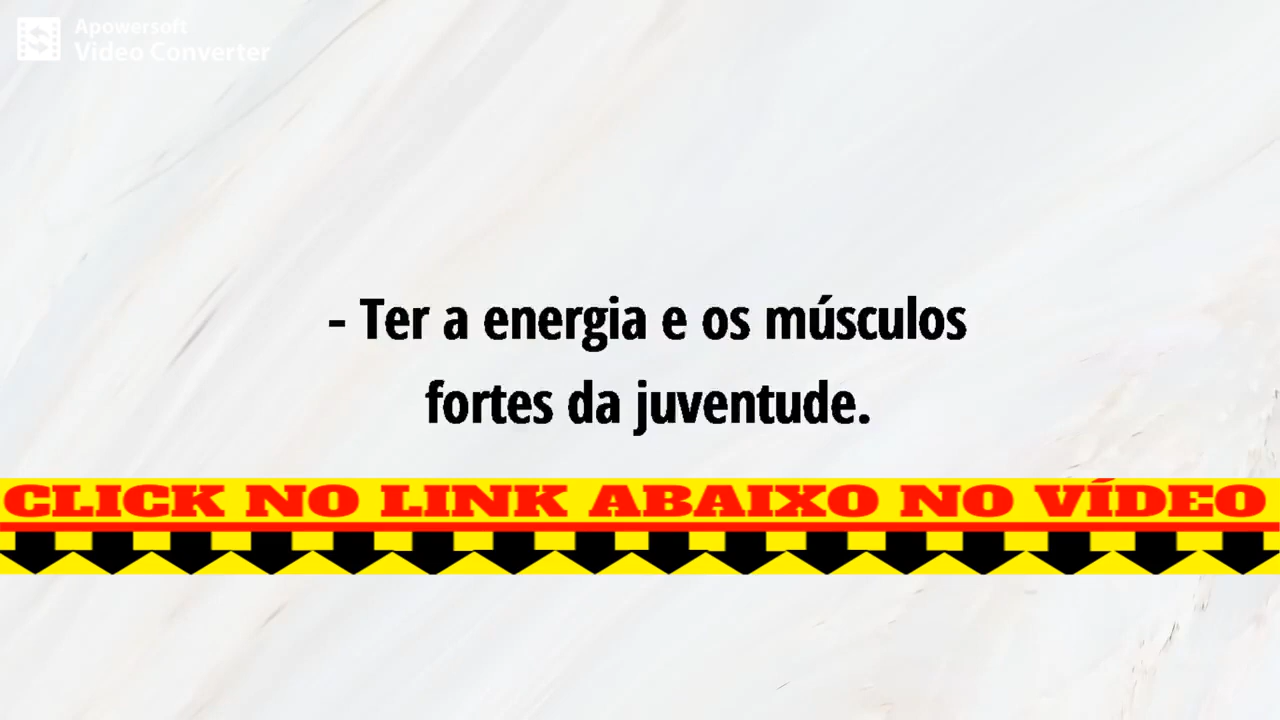 Apowersoft
Video Converter
- Ter a energia e os músculos
fortes da juventude.
CLICK NO LINK ABAIXO NO VÍDEO